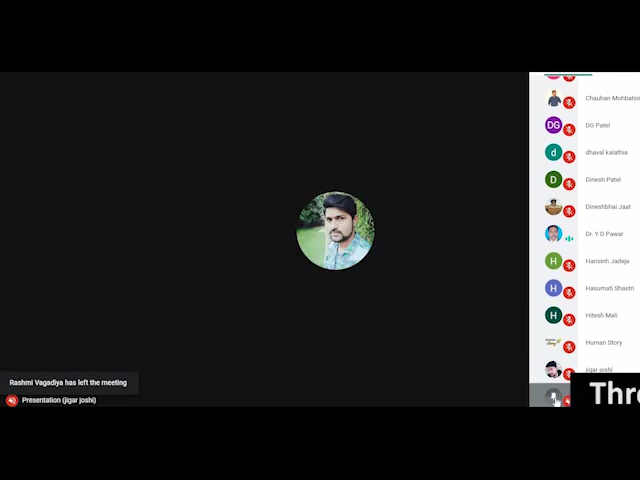 Chauhan Mohbatsin
DG
DG Patel
d
dhaval kalathia
D
Dinesh Patel
Dineshbhai Jaat
Dr. Y D Pawar
H
Harisinh Jadeja
H
Hasumati Shastri
H
Hitesh Mali
Human Story
jigar joshi
Rashmi Vagadiya has left the meeting
Presentation (jigar joshi)
Thre